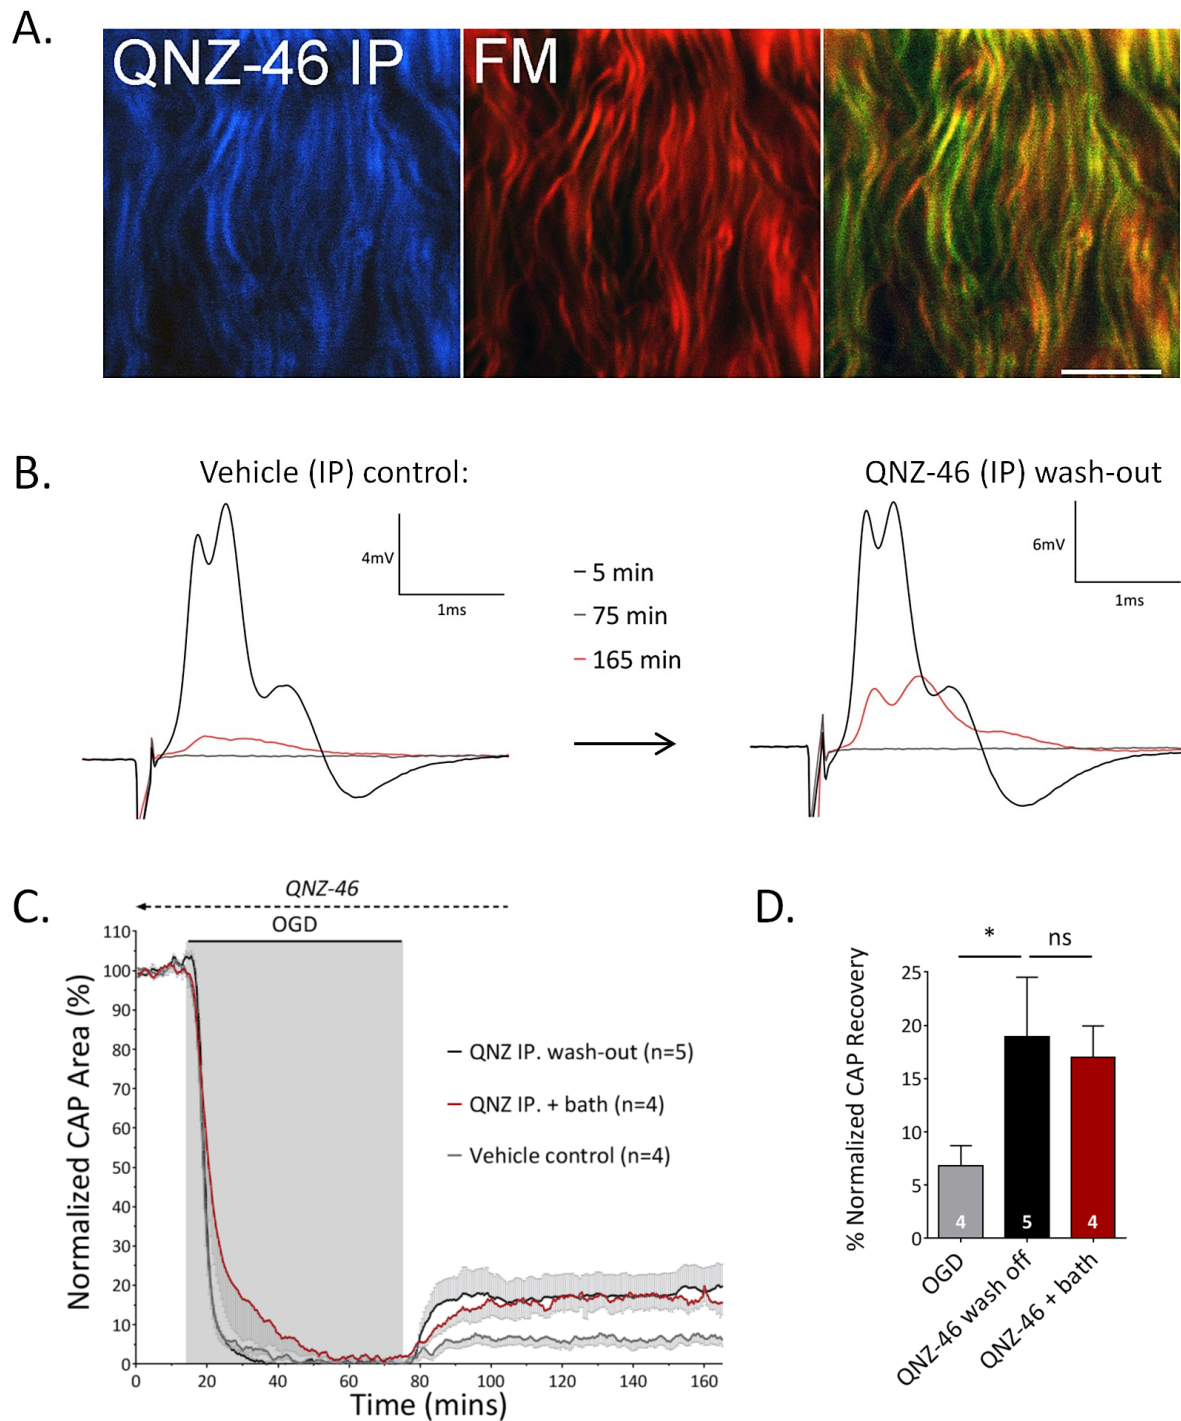 A.
QNZ-46 IP FM
B.
Vehicle (IP) control:
QNZ-46 (IP) wash-out
4mV
1ms
5 min
75 min
165 min
6mV
1ms
C.
QNZ-46
OGD
Normalized CAP Area (%)
110
100
90
80
70
60
50
40
30
20
10
0
0 20 40 60 80 100 120 140 160
Time (mins)
QNZ IP. wash-out (n=5)
QNZ IP. + bath (n=4)
Vehicle control (n=4)
D.
* ns
% Normalized CAP Recovery
25
20
15
10
5
0
4 5 4
OGD
QNZ-46 wash off
QNZ-46 + bath